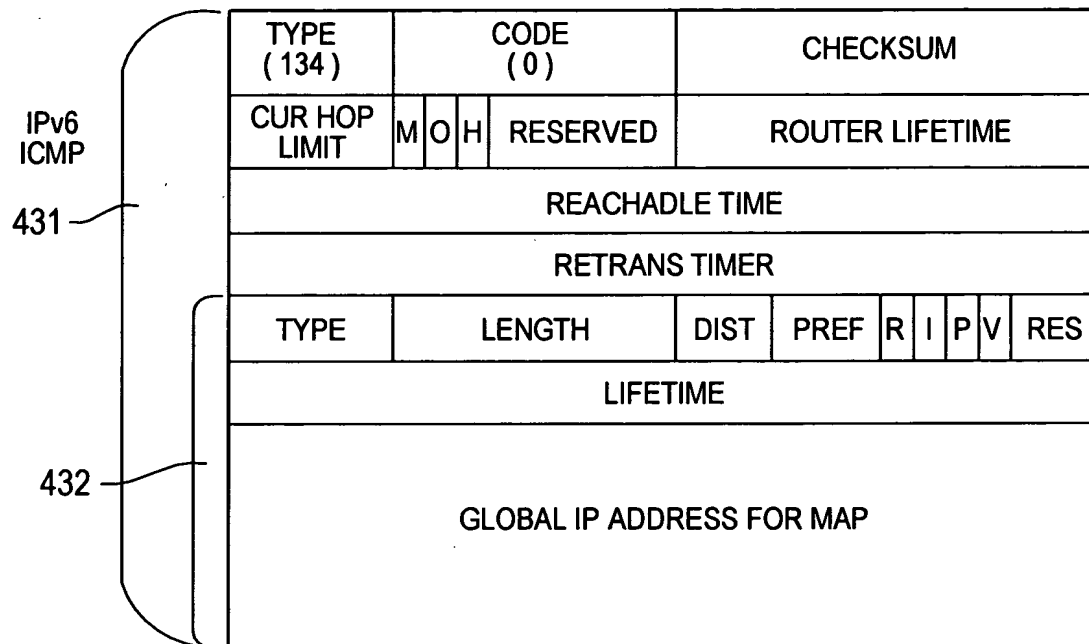 TYPE
( 134 )
CODE
( 0 )
CHECKSUM
IPv6
ICMP
CUR HOP
LIMIT
M O H RESERVED
ROUTER LIFETIME
431
REACHADLE TIME
RETRANS TIMER
TYPE LENGTH DIST PREF R I P V RES
LIFETIME
432
GLOBAL IP ADDRESS FOR MAP